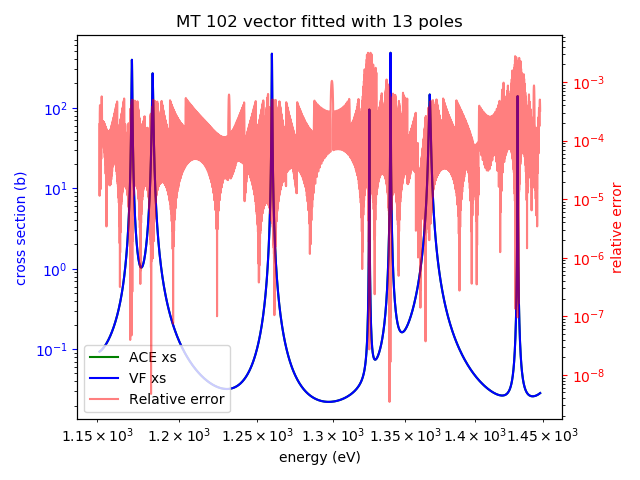 MT 102 vector fitted with 13 poles
cross section (b)
10²
10¹
10⁰
10⁻¹
10⁻³
10⁻⁴
10⁻⁵
10⁻⁶
10⁻⁷
10⁻⁸
relative error
ACE xs
VF xs
Relative error
1.15×10³ 1.2×10³ 1.25×10³ 1.3×10³ 1.35×10³ 1.4×10³ 1.45×10³
energy (eV)